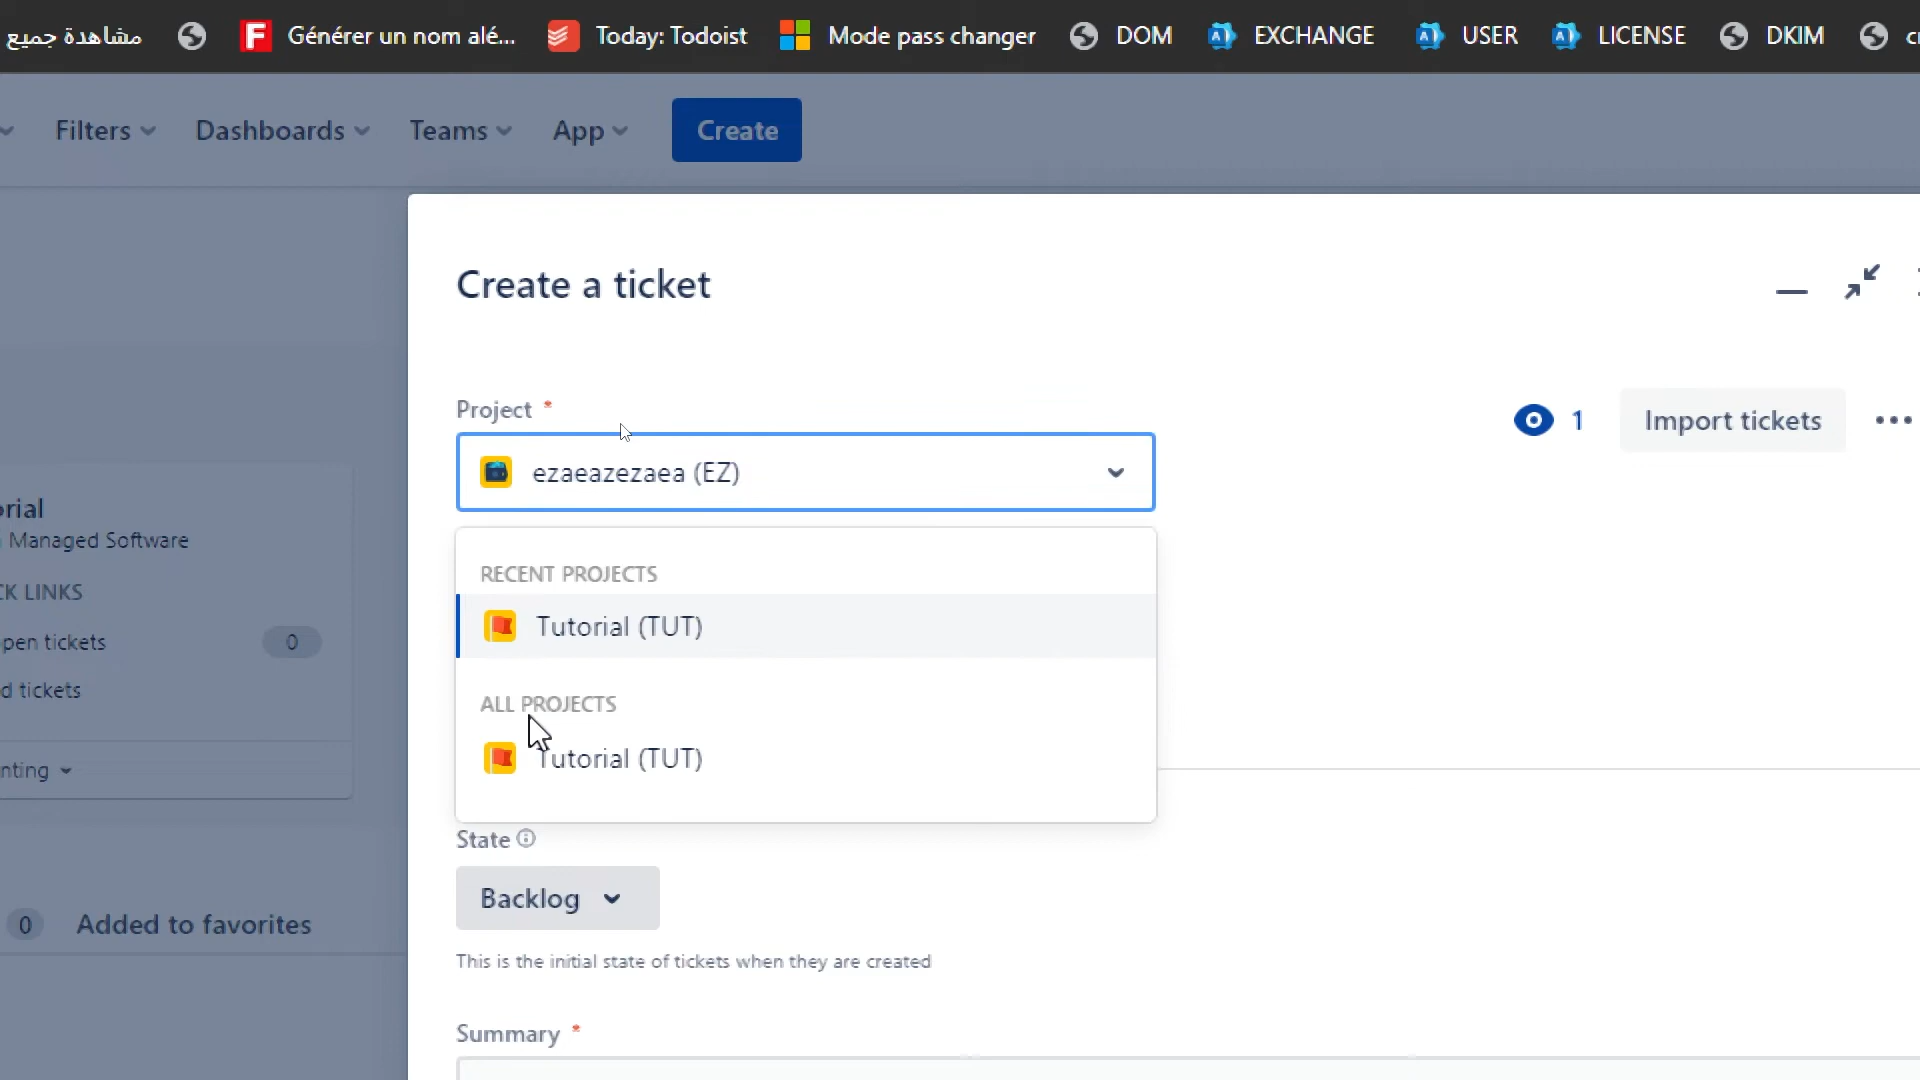 مشاهدة جميع
Générer un nom alé...
Today: Todoist
Mode pass changer
DOM
EXCHANGE
USER
LICENSE
DKIM
Filters
Dashboards
Teams
App
Create
Create a ticket
Project *
1
Import tickets
ezaeazezaea (EZ)
RECENT PROJECTS
Tutorial (TUT)
ALL PROJECTS
Tutorial (TUT)
State
Backlog
This is the initial state of tickets when they are created
Summary *
rial
Managed Software
CK LINKS
pen tickets
0
d tickets
nting
0
Added to favorites